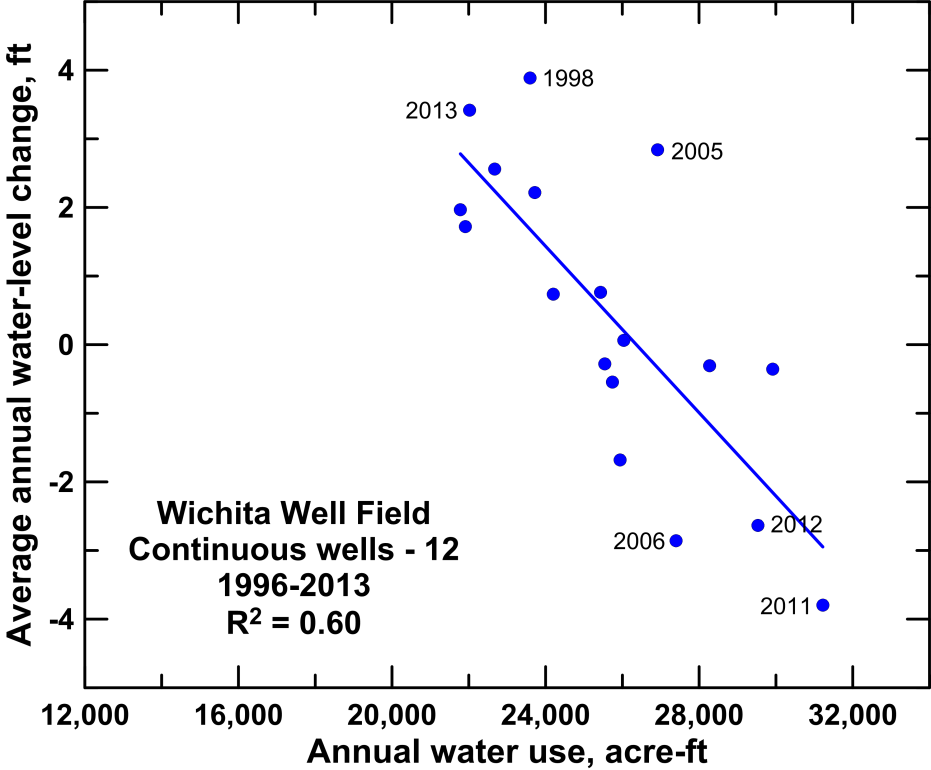 Average annual water-level change, ft
4
2
0
-2
-4
1998
2013
2005
2012
2006
2011
Wichita Well Field
Continuous wells - 12
1996-2013
R² = 0.60
12,000 16,000 20,000 24,000 28,000 32,000
Annual water use, acre-ft